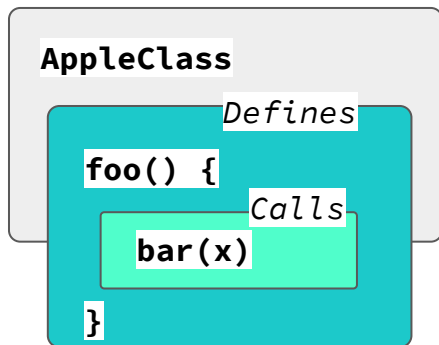 AppleClass
Defines
foo() {
Calls
bar(x)
}